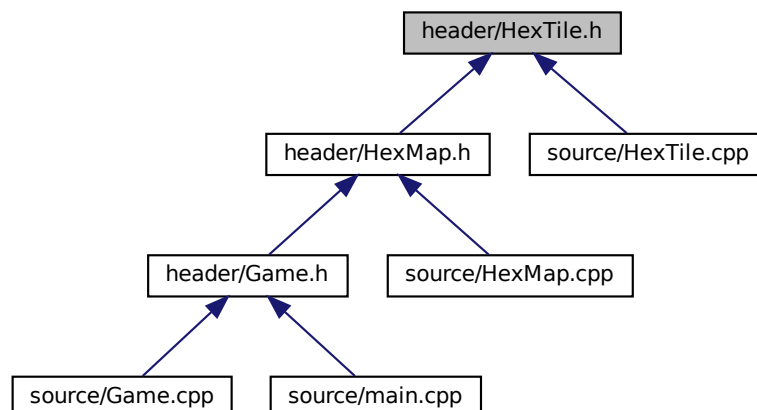 header/HexTile.h
header/HexMap.h
source/HexTile.cpp
header/Game.h
source/HexMap.cpp
source/Game.cpp
source/main.cpp